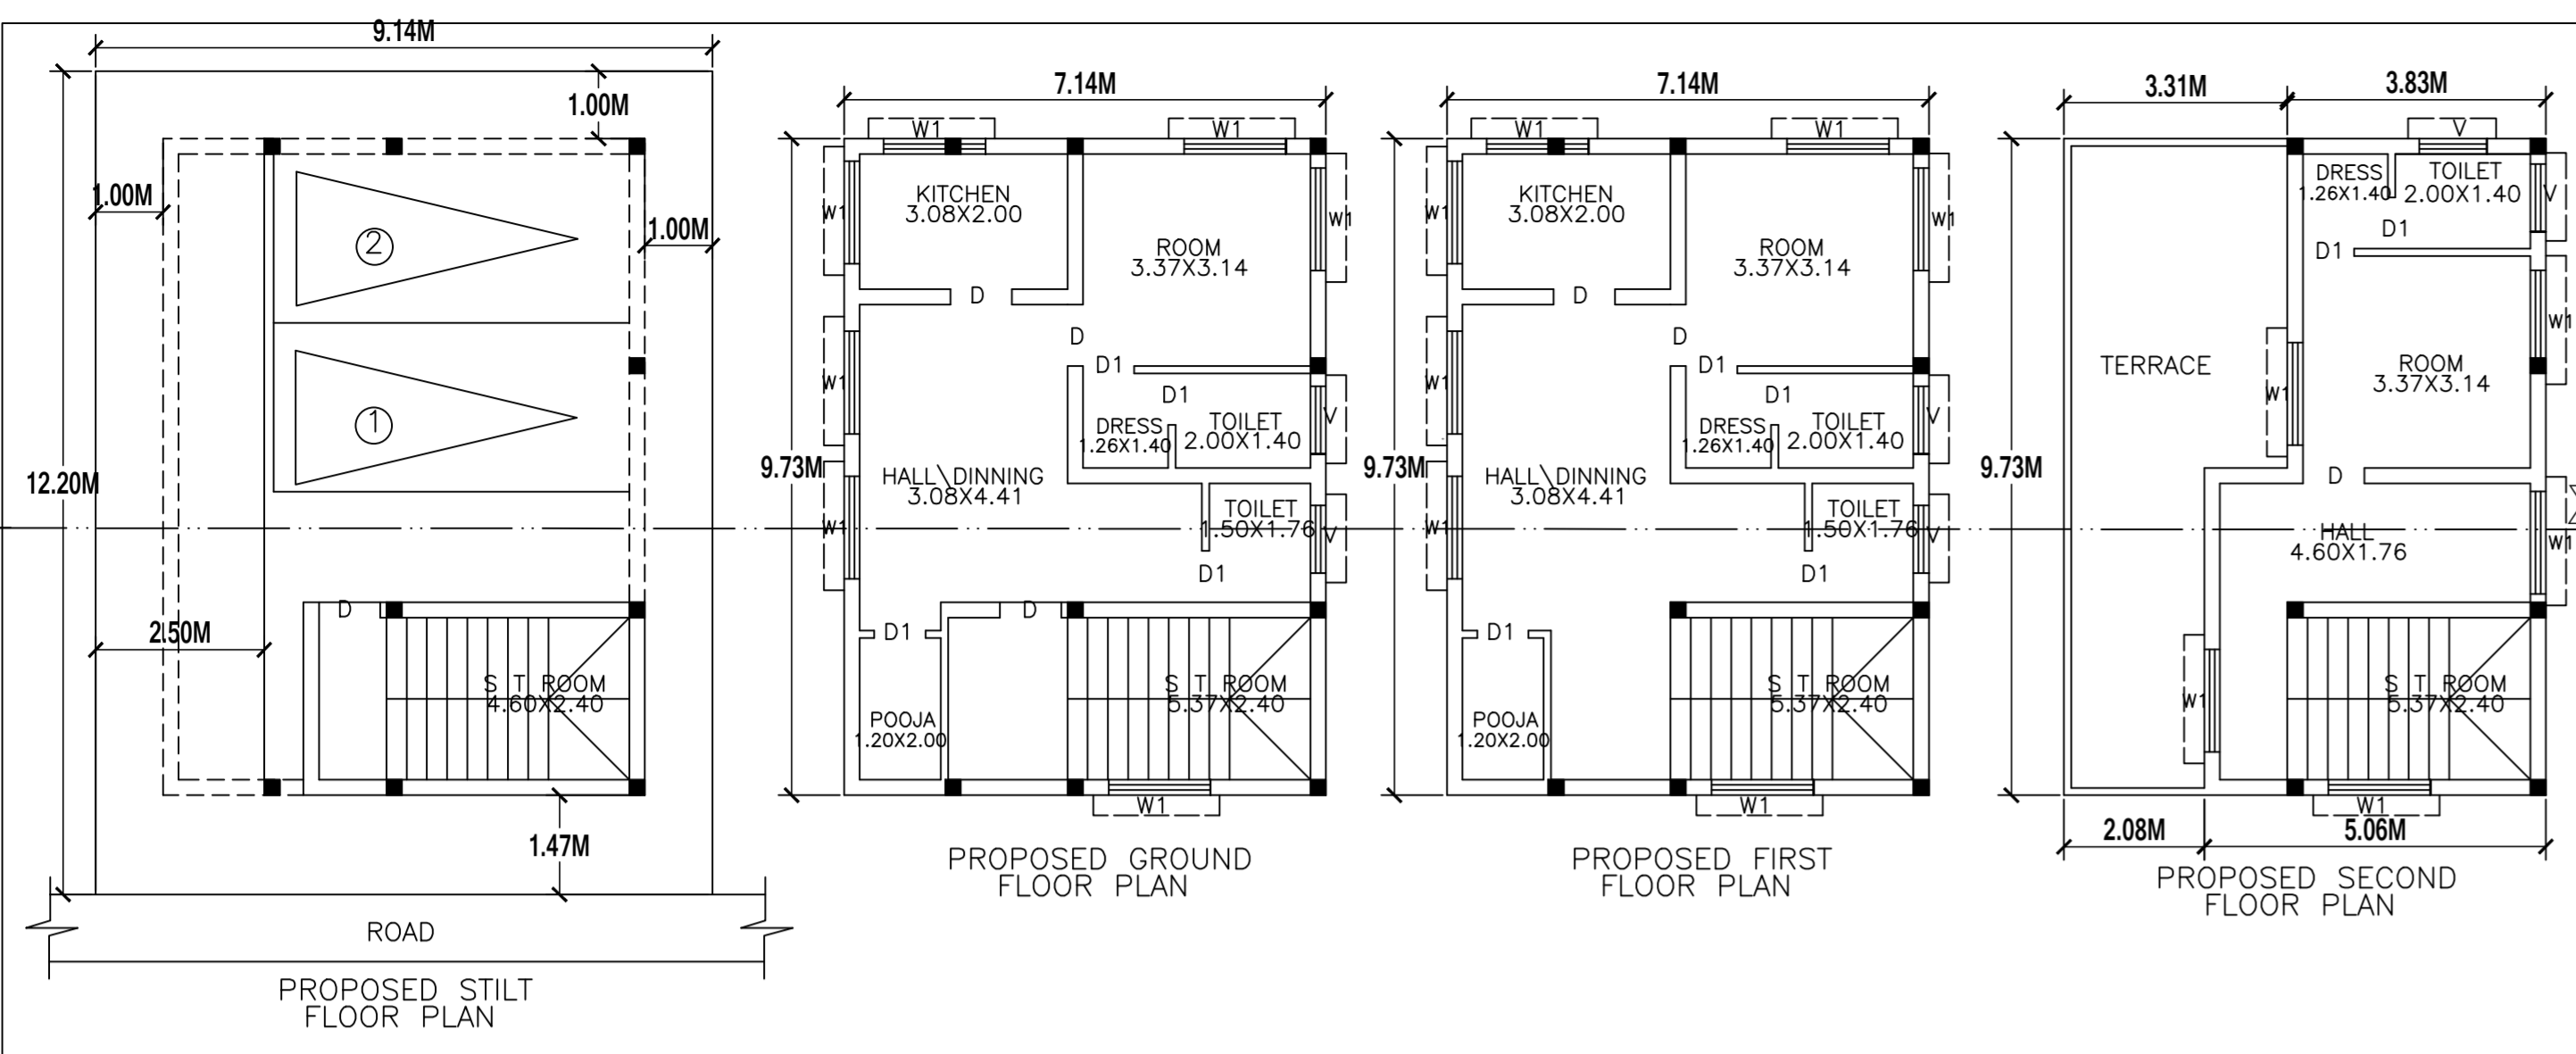 9.14M
1.00M
1.00M
1.00M
2
1
12.20M
2.50M
D
S T ROOM
4.60X2.40
1.47M
ROAD
PROPOSED STILT
FLOOR PLAN
7.14M
W1
W1
W1
KITCHEN
3.08X2.00
W1
ROOM
3.37X3.14
D
D
D1
W1
D1
DRESS
1.26X1.40
TOILET
2.00X1.40
V
9.73M
HALL\DINNING
3.08X4.41
W1
TOILET
1.50X1.76
V
D1
D1
D
S T ROOM
5.37X2.40
POOJA
1.20X2.00
W1
PROPOSED GROUND
FLOOR PLAN
7.14M
W1
W1
W1
KITCHEN
3.08X2.00
W1
ROOM
3.37X3.14
D
D
D1
W1
D1
DRESS
1.26X1.40
TOILET
2.00X1.40
V
9.73M
HALL\DINNING
3.08X4.41
W1
TOILET
1.50X1.76
V
D1
D1
S T ROOM
5.37X2.40
POOJA
1.20X2.00
W1
PROPOSED FIRST
FLOOR PLAN
3.31M
3.83M
V
DRESS
1.26X1.40
TOILET
2.00X1.40
V
D1
D1
W1
TERRACE
ROOM
3.37X3.14
W1
9.73M
D
HALL
4.60X1.76
W1
S T ROOM
5.37X2.40
W1
W1
2.08M
5.06M
PROPOSED SECOND
FLOOR PLAN